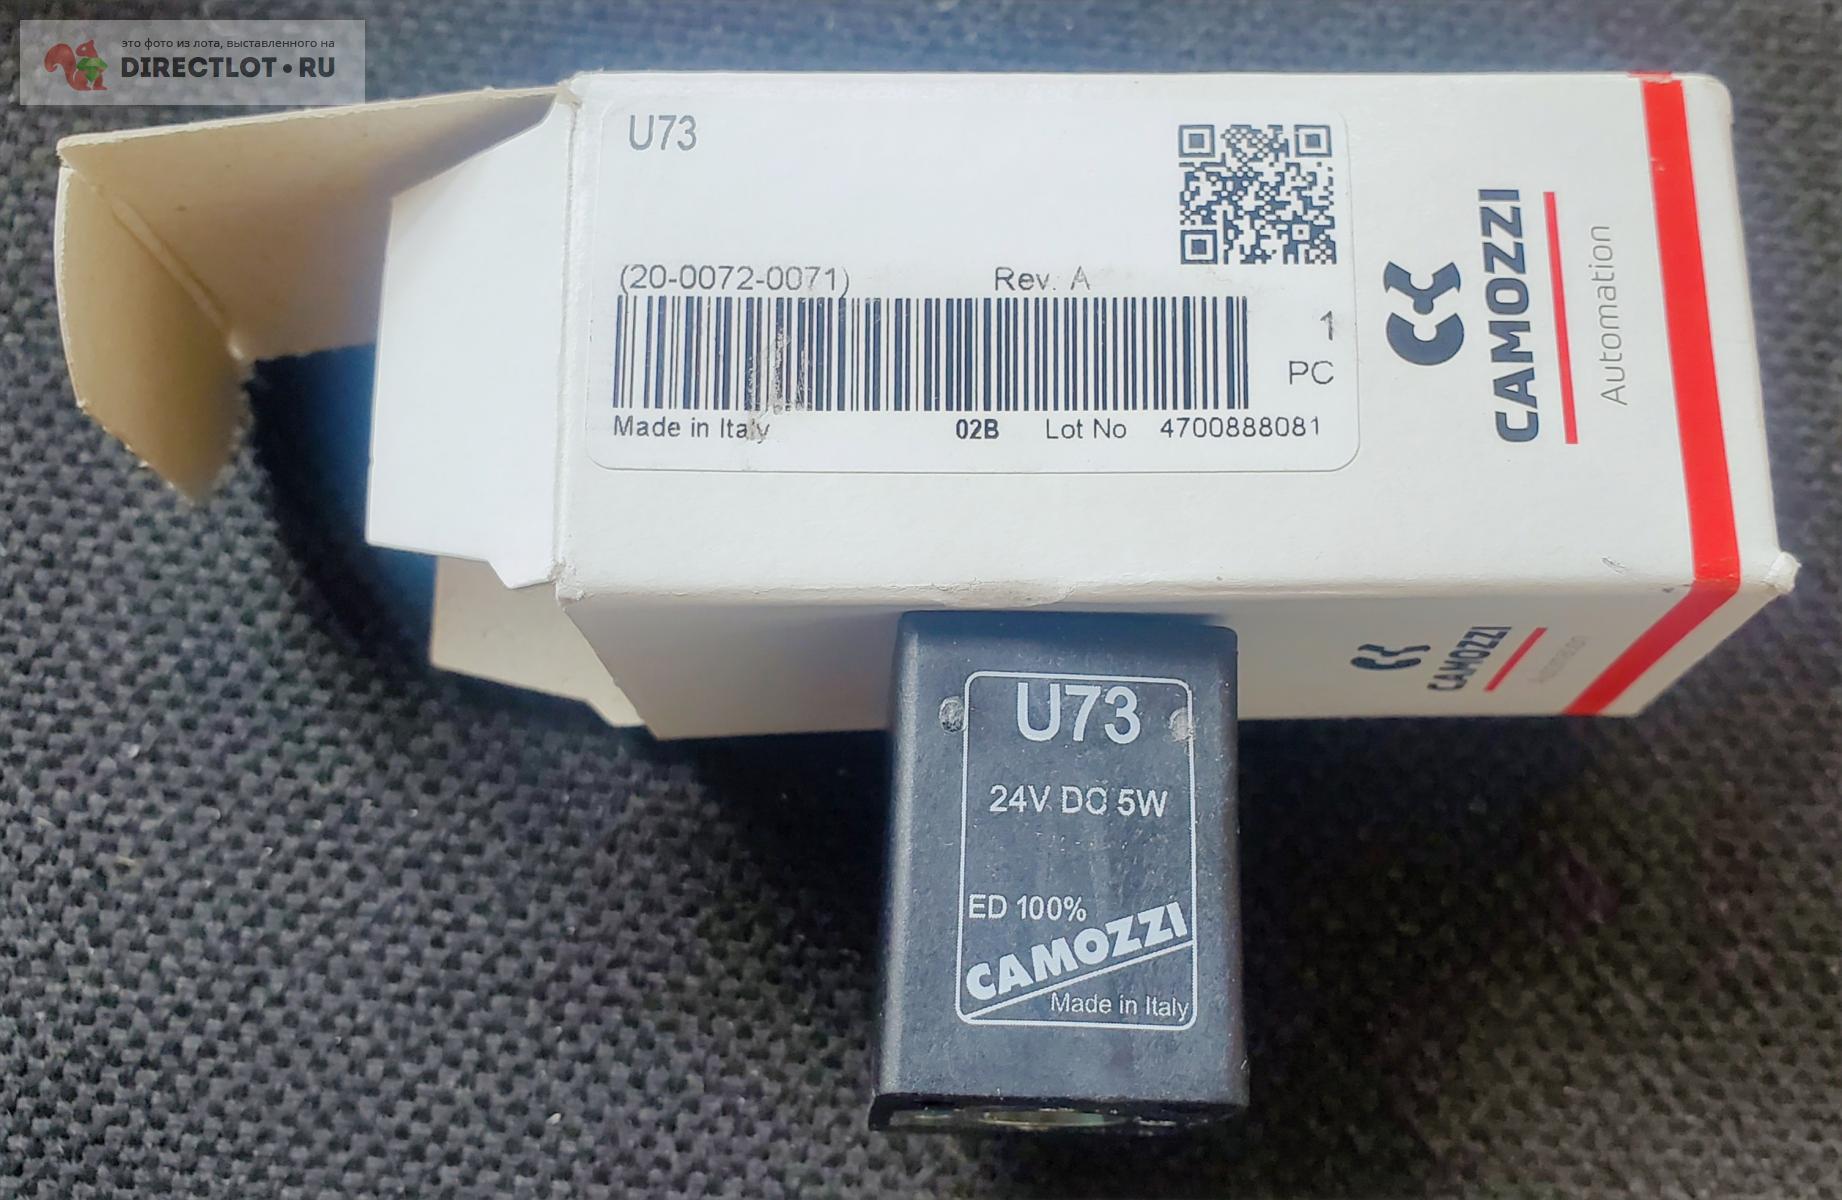 это фото из лота, выставленного на
DIRECTLOT•RU
U73
(20-0072-0071) Rev. A
1
PC
Made in Italy 02B Lot No 4700888081
CAMOZZI
Automation
CAMOZZI
U73
24V DC 5W
ED 100%
CAMOZZI
Made in Italy